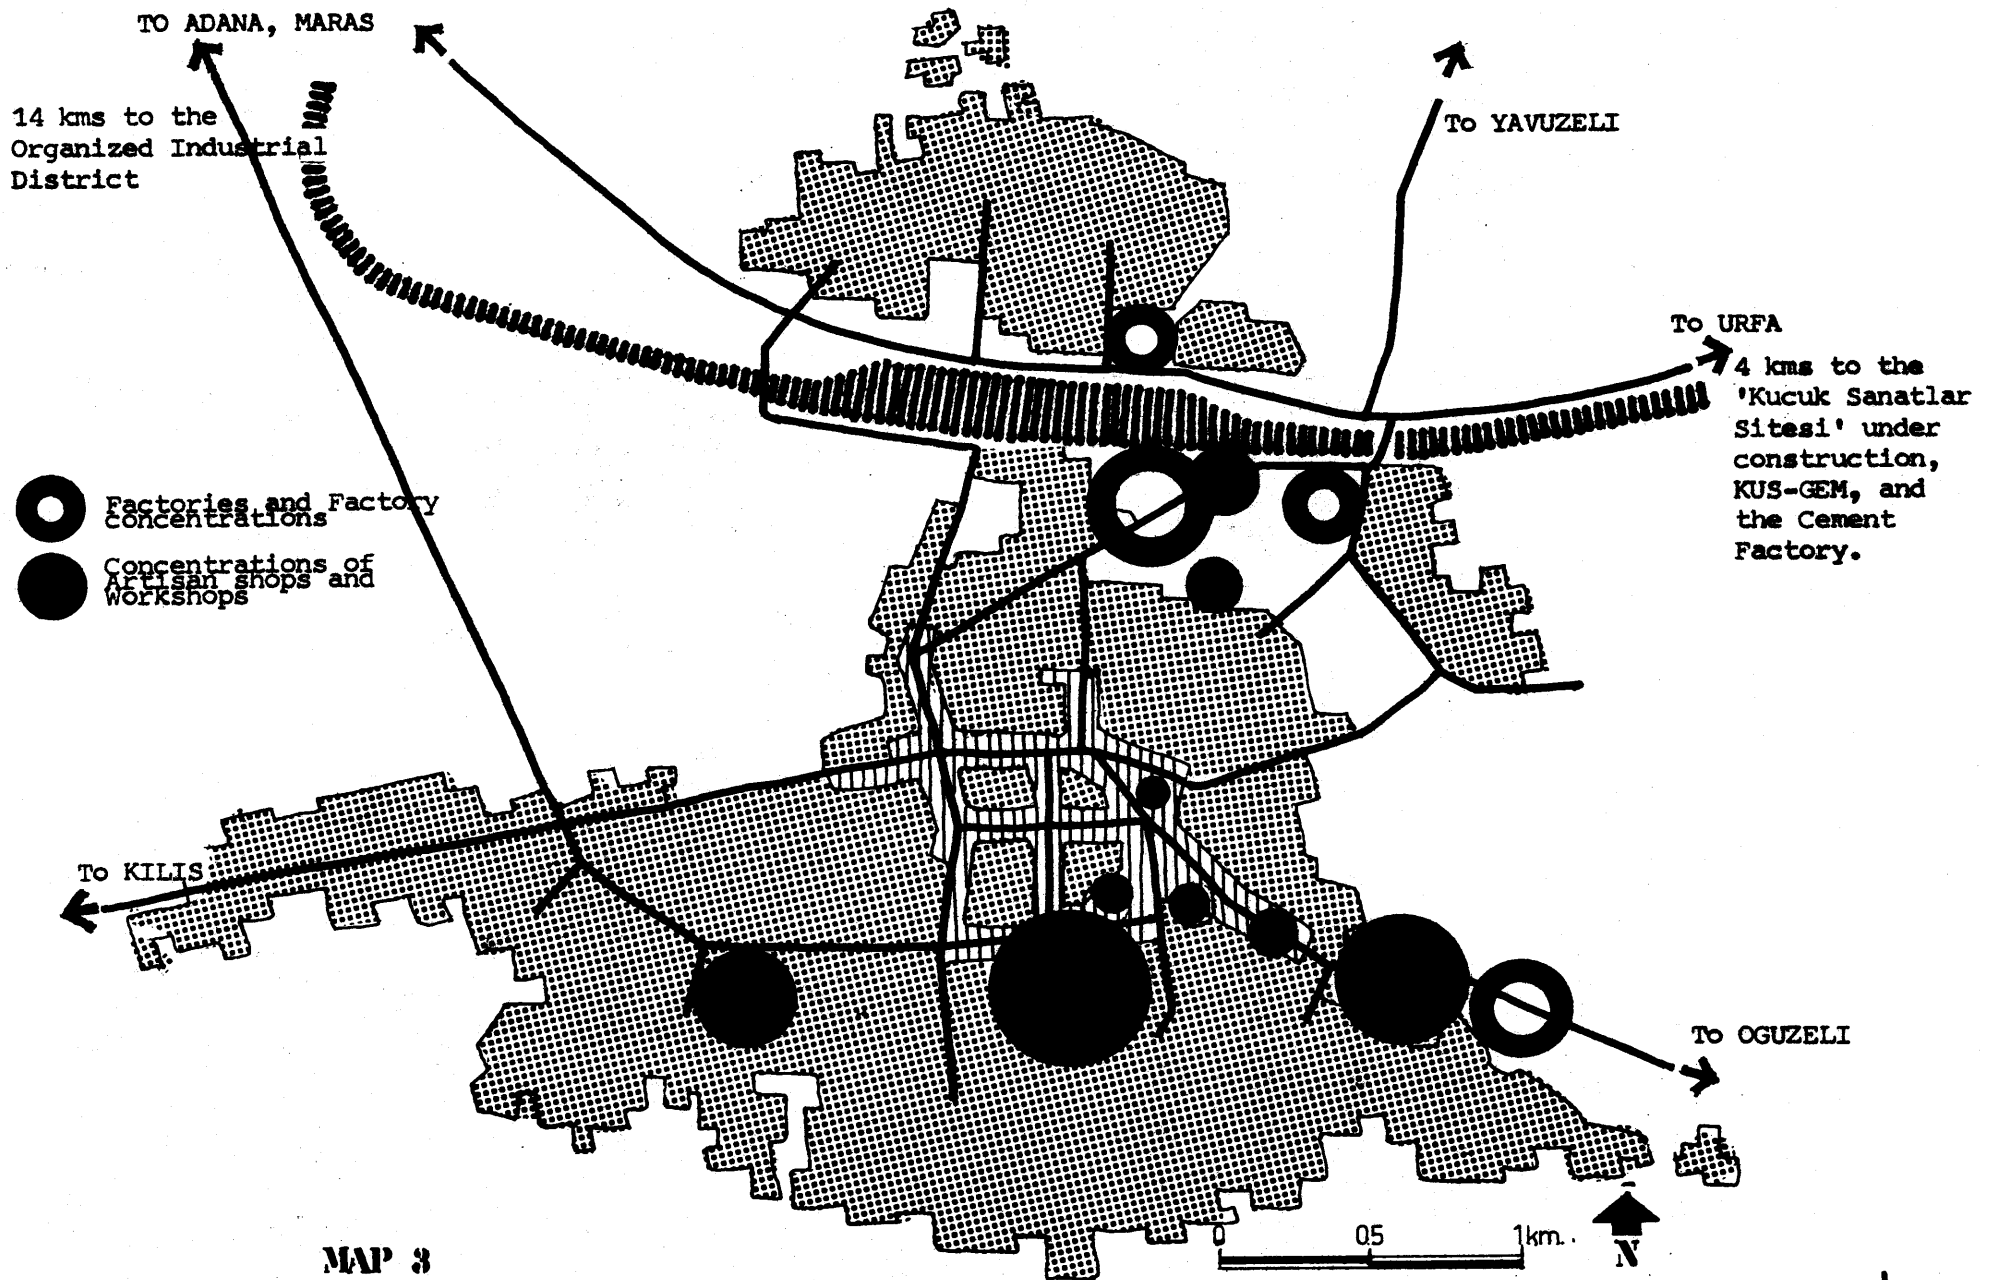 TO ADANA, MARAS
14 kms to the
Organized Industrial
District
To YAVUZELI
To URFA
4 kms to the
'Kucuk Sanatlar
Sitesi' under
construction,
KUS-GEM, and
the Cement
Factory.
Factories and Factory
concentrations
Concentrations of
Artisan shops and
Workshops
To KILIS
To OGUZELI
0 0.5 1km.
N
MAP 3